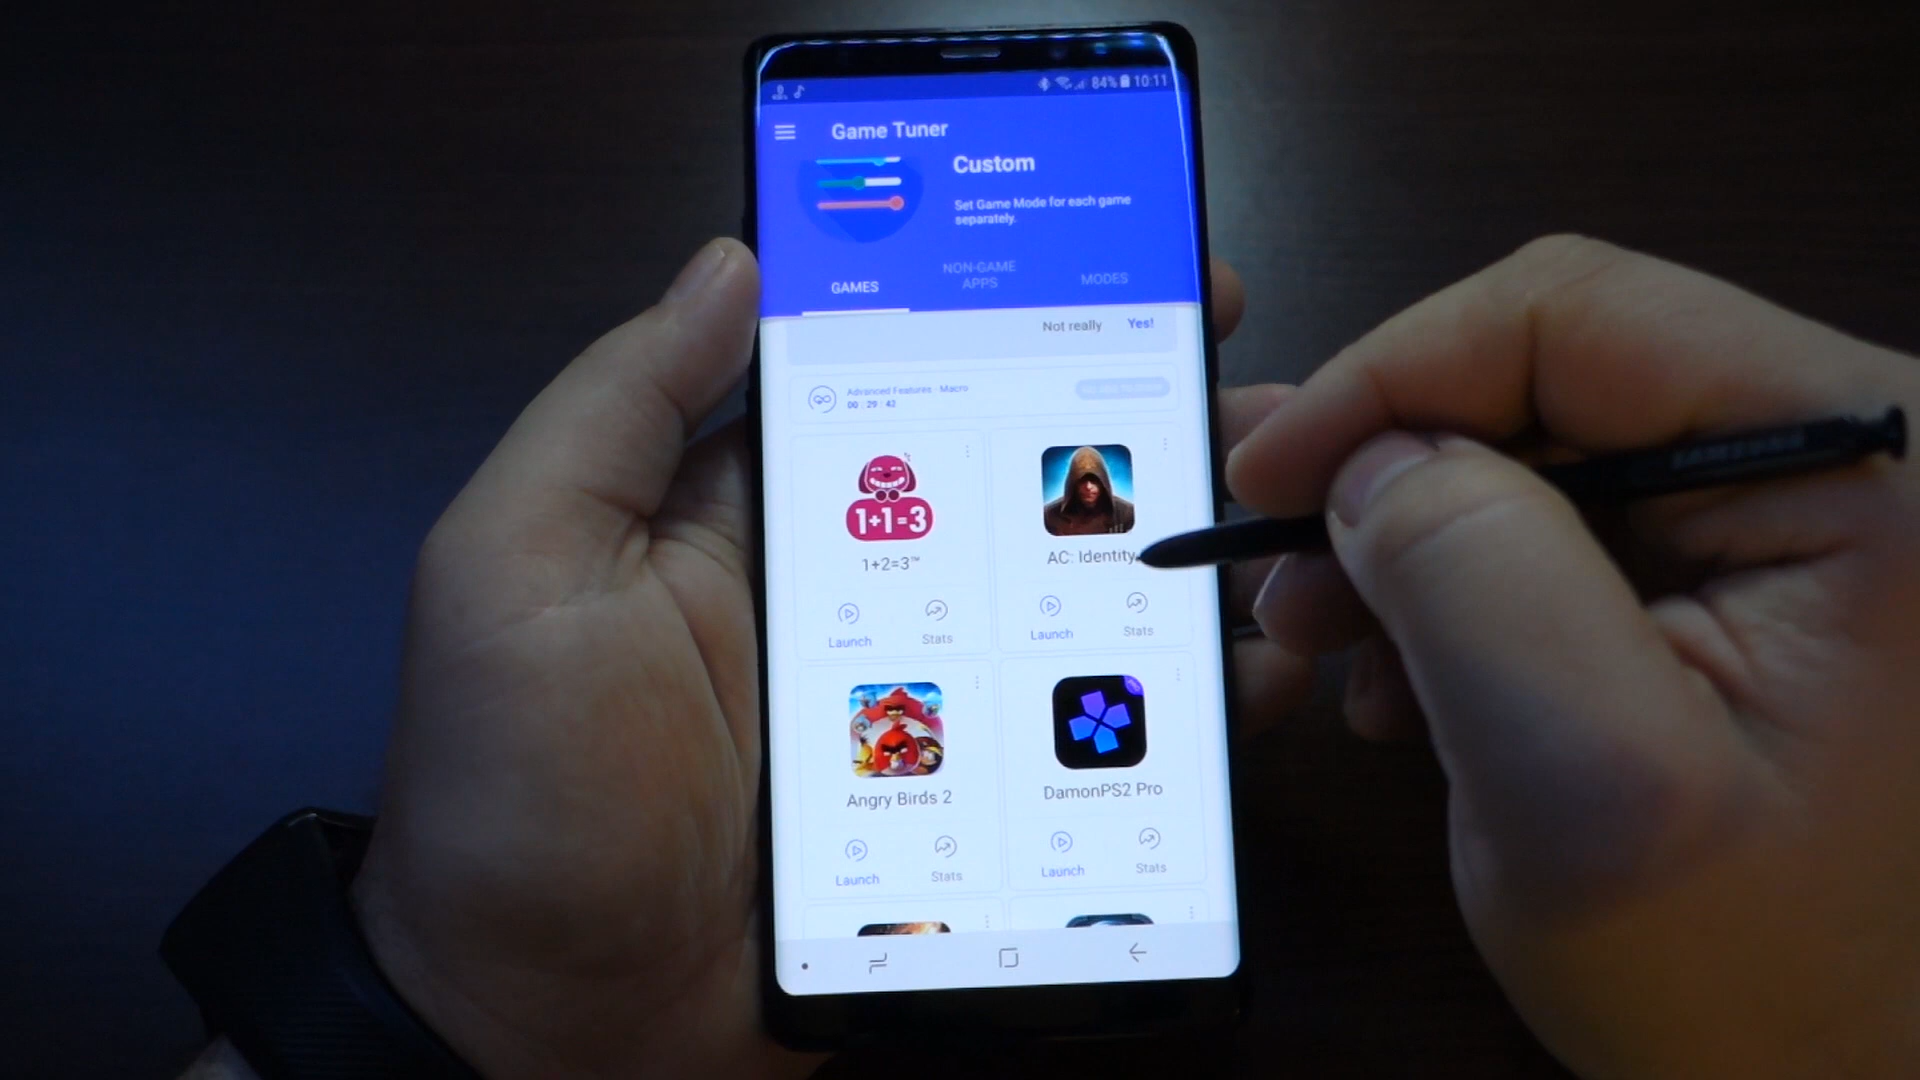 84% 10:11
Game Tuner
Custom
Set Game Mode for each game
separately.
GAMES
NON-GAME
APPS
MODES
Not really Yes!
Advanced Features · Macro
00 : 29 : 42
1+1=3
1+2=3™
AC: Identity
Launch Stats
Launch Stats
Angry Birds 2
DamonPS2 Pro
Launch Stats
Launch Stats
SAMSUNG